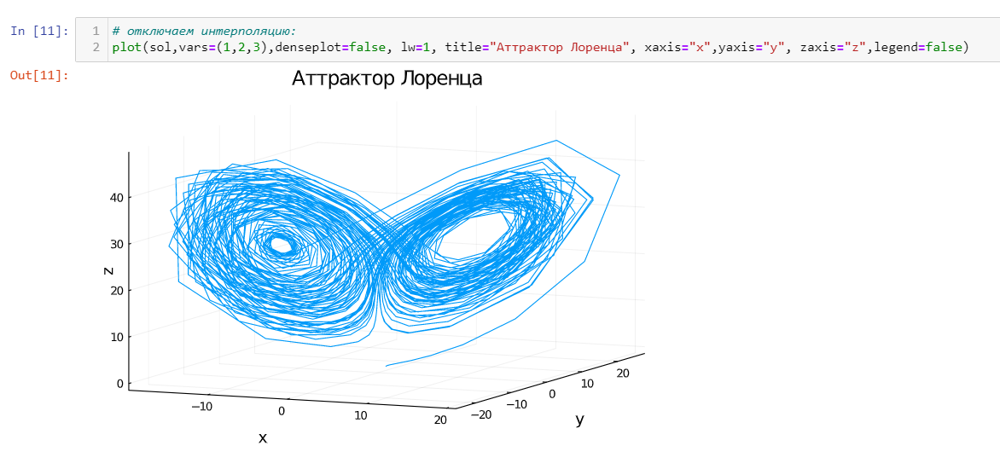 In [11]:
1 # отключаем интерполяцию:
2 plot(sol,vars=(1,2,3),denseplot=false, lw=1, title="Аттрактор Лоренца", xaxis="x",yaxis="y", zaxis="z",legend=false)
Out[11]:
Аттрактор Лоренца
40
30
z
20
10
0
−10
0
10
20
x
−20
−10
0
10
20
y